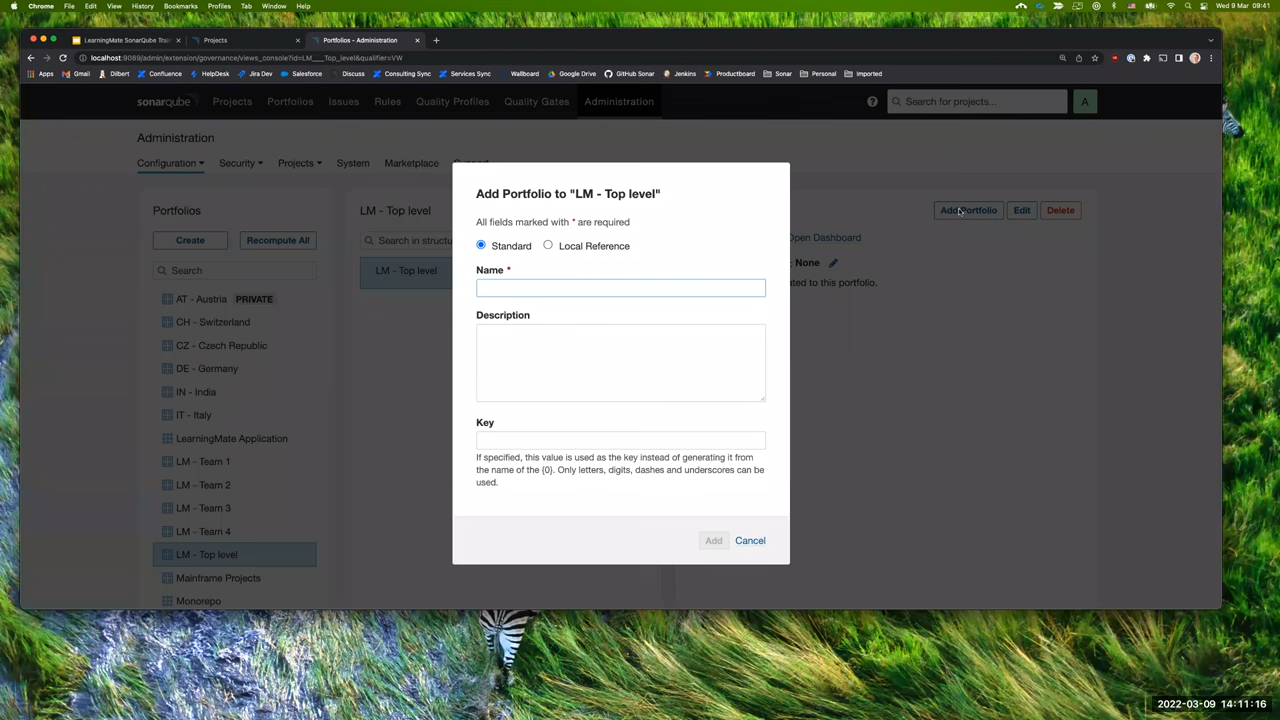 Chrome File Edit View History Bookmarks Profiles Tab Window Help Wed 9 Mar 09:41
LearningMate SonarQube Trai Projects Portfolios - Administration
localhost:9089/admin/extension/governance/views_console?id=LM___Top_level&qualifier=VW
Apps Gmail Dilbert Confluence HelpDesk Jira Dev Salesforce Discuss Consulting Sync Services Sync Wallboard Google Drive GitHub Sonar Jenkins Productboard Sonar Personal Imported
sonarqube Projects Portfolios Issues Rules Quality Profiles Quality Gates Administration Search for projects... A
Administration
Configuration Security Projects System Marketplace
Portfolios
Create Recompute All
Search
AT - Austria PRIVATE
CH - Switzerland
CZ - Czech Republic
DE - Germany
IN - India
IT - Italy
LearningMate Application
LM - Team 1
LM - Team 2
LM - Team 3
LM - Team 4
LM - Top level
Mainframe Projects
Monorepo
LM - Top level
Search in structu
LM - Top level
Add Portfolio Edit Delete
Open Dashboard
: None
ted to this portfolio.
Add Portfolio to "LM - Top level"
All fields marked with * are required
Standard Local Reference
Name *
Description
Key
If specified, this value is used as the key instead of generating it from
the name of the {0}. Only letters, digits, dashes and underscores can be
used.
Add Cancel
2022-03-09 14:11:16